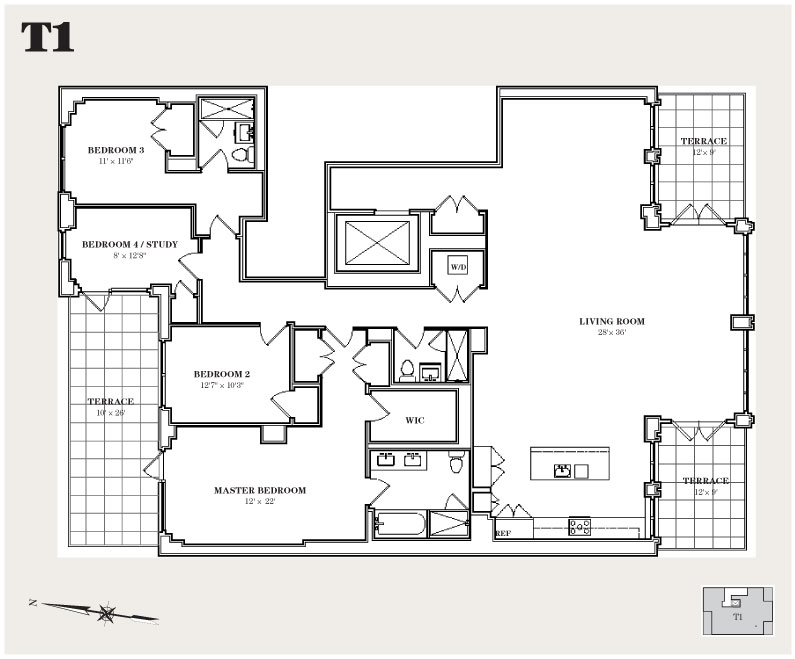 T1
BEDROOM 3
11' x 11'6"
TERRACE
12'x 9'
BEDROOM 4 / STUDY
8' x 12'8"
W/D
LIVING ROOM
28'x 36'
BEDROOM 2
12'7" x 10'3"
TERRACE
10' x 26'
WIC
MASTER BEDROOM
12' x 22'
TERRACE
12'x 9'
REF
N
T1